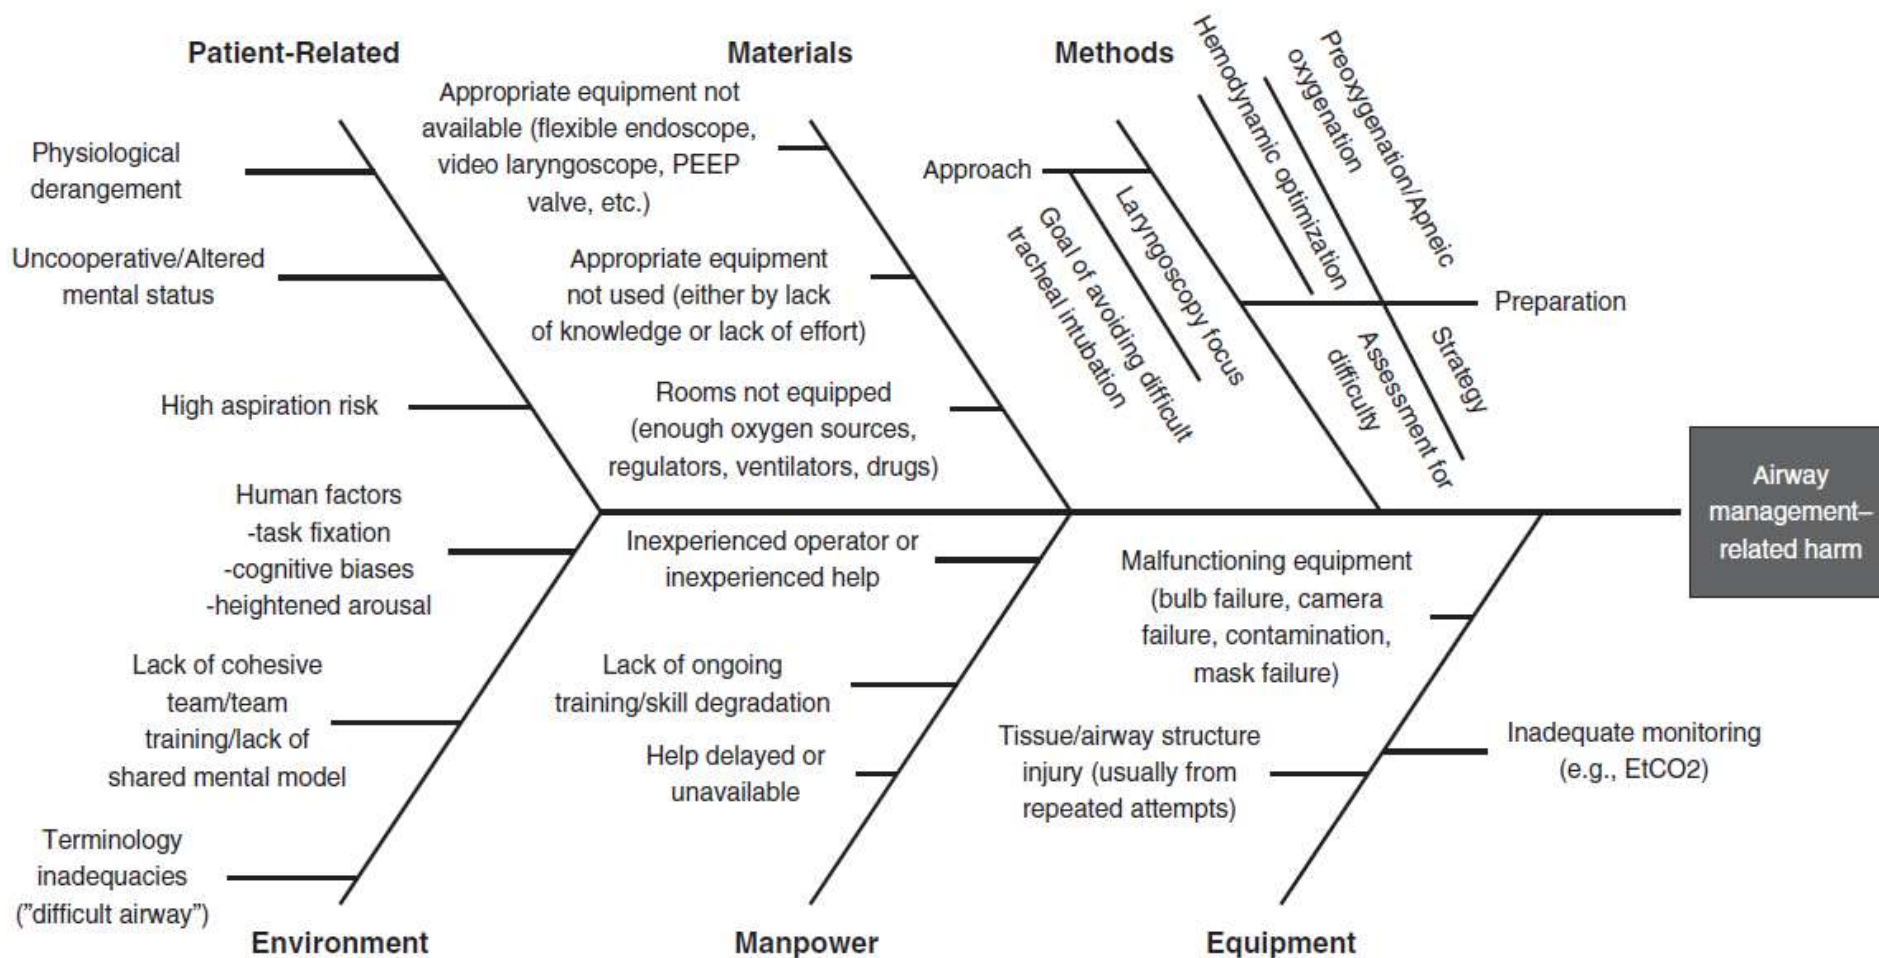 Patient-Related
Physiological
derangement
Uncooperative/Altered
mental status
High aspiration risk
Materials
Appropriate equipment not
available (flexible endoscope,
video laryngoscope, PEEP
valve, etc.)
Appropriate equipment
not used (either by lack
of knowledge or lack of effort)
Rooms not equipped
(enough oxygen sources,
regulators, ventilators, drugs)
Methods
Approach
Laryngoscopy focus
Goal of avoiding difficult
tracheal intubation
Hemodynamic optimization
Preoxygenation/Apneic
oxygenation
Preparation
Strategy
Assessment for
difficulty
Airway
management–
related harm
Human factors
-task fixation
-cognitive biases
-heightened arousal
Lack of cohesive
team/team
training/lack of
shared mental model
Terminology
inadequacies
("difficult airway")
Environment
Inexperienced operator or
inexperienced help
Lack of ongoing
training/skill degradation
Help delayed or
unavailable
Manpower
Malfunctioning equipment
(bulb failure, camera
failure, contamination,
mask failure)
Tissue/airway structure
injury (usually from
repeated attempts)
Inadequate monitoring
(e.g., EtCO2)
Equipment